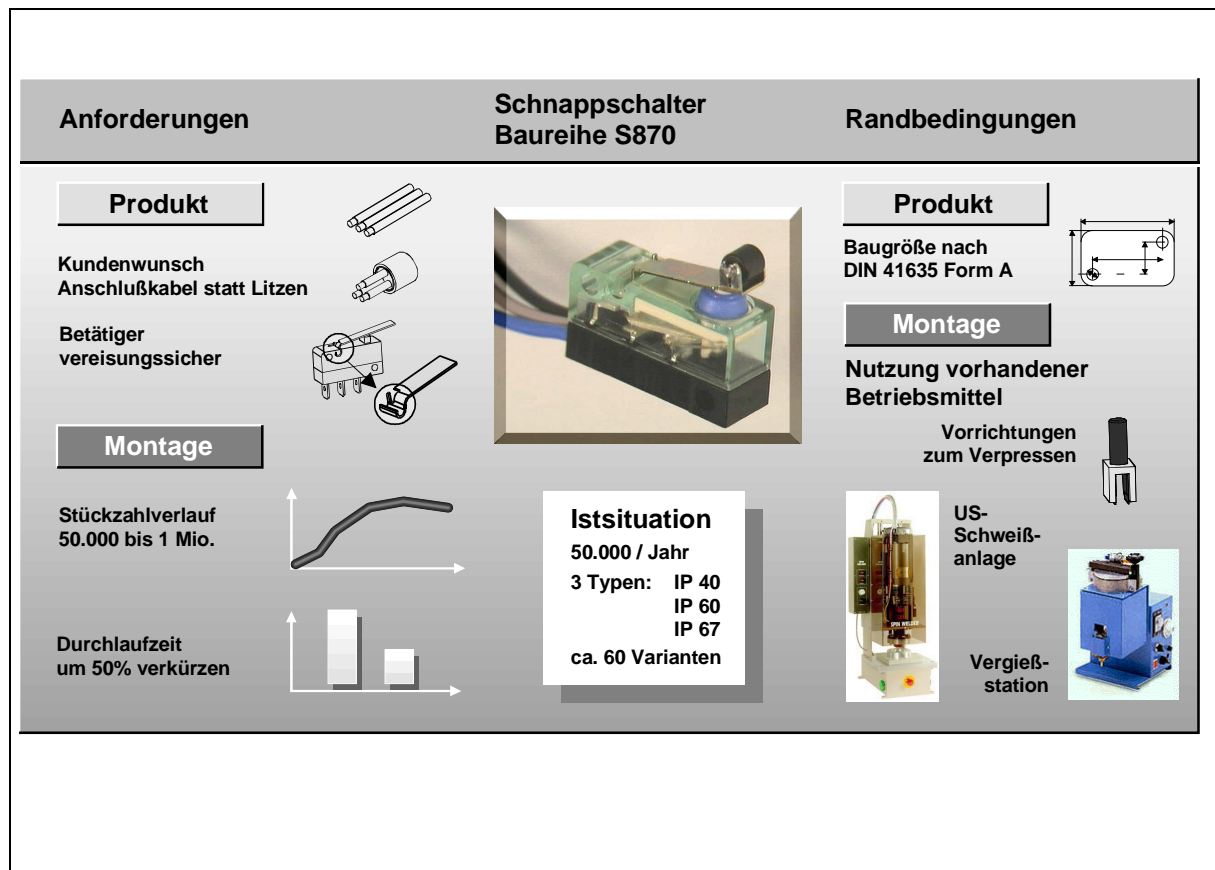 Anforderungen
Schnappschalter
Baureihe S870
Randbedingungen
Produkt
Kundenwunsch
Anschlußkabel statt Litzen
Betätiger
vereisungssicher
Montage
Stückzahlverlauf
50.000 bis 1 Mio.
Durchlaufzeit
um 50% verkürzen
Istsituation
50.000 / Jahr
3 Typen: IP 40
IP 60
IP 67
ca. 60 Varianten
Produkt
Baugröße nach
DIN 41635 Form A
Montage
Nutzung vorhandener
Betriebsmittel
Vorrichtungen
zum Verpressen
US-
Schweiß-
anlage
SPIN WELDER
Vergieß-
station